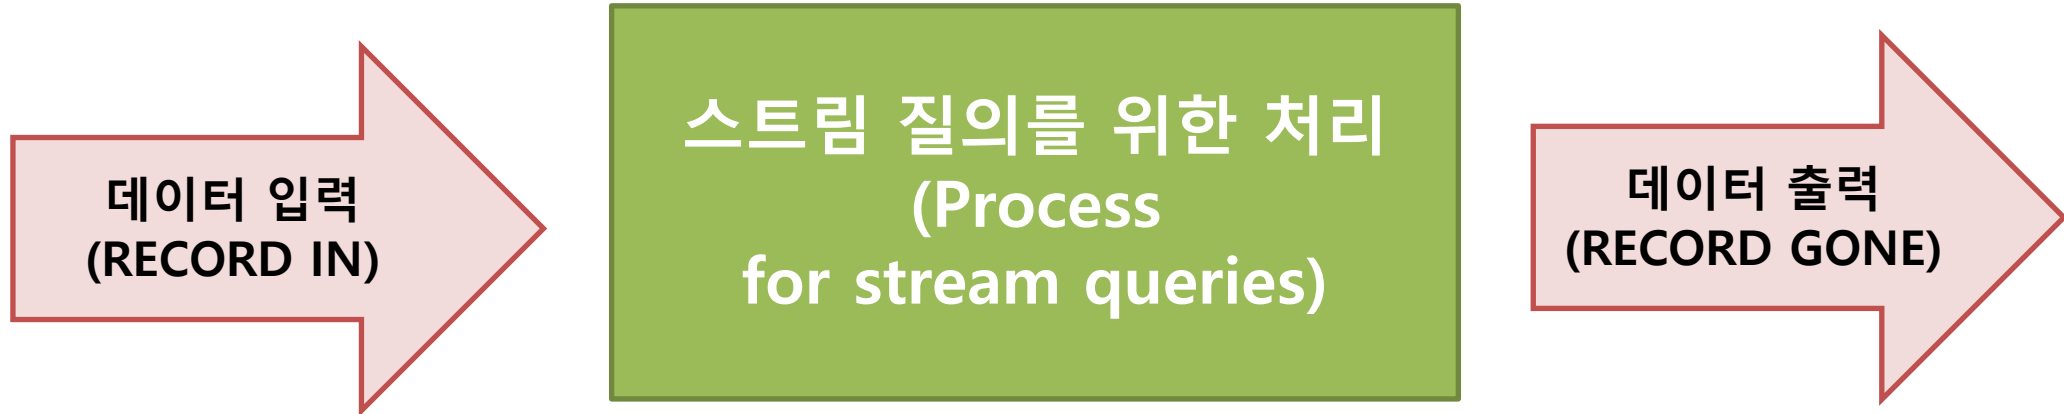 데이터 입력
(RECORD IN)
스트림 질의를 위한 처리
(Process
for stream queries)
데이터 출력
(RECORD GONE)